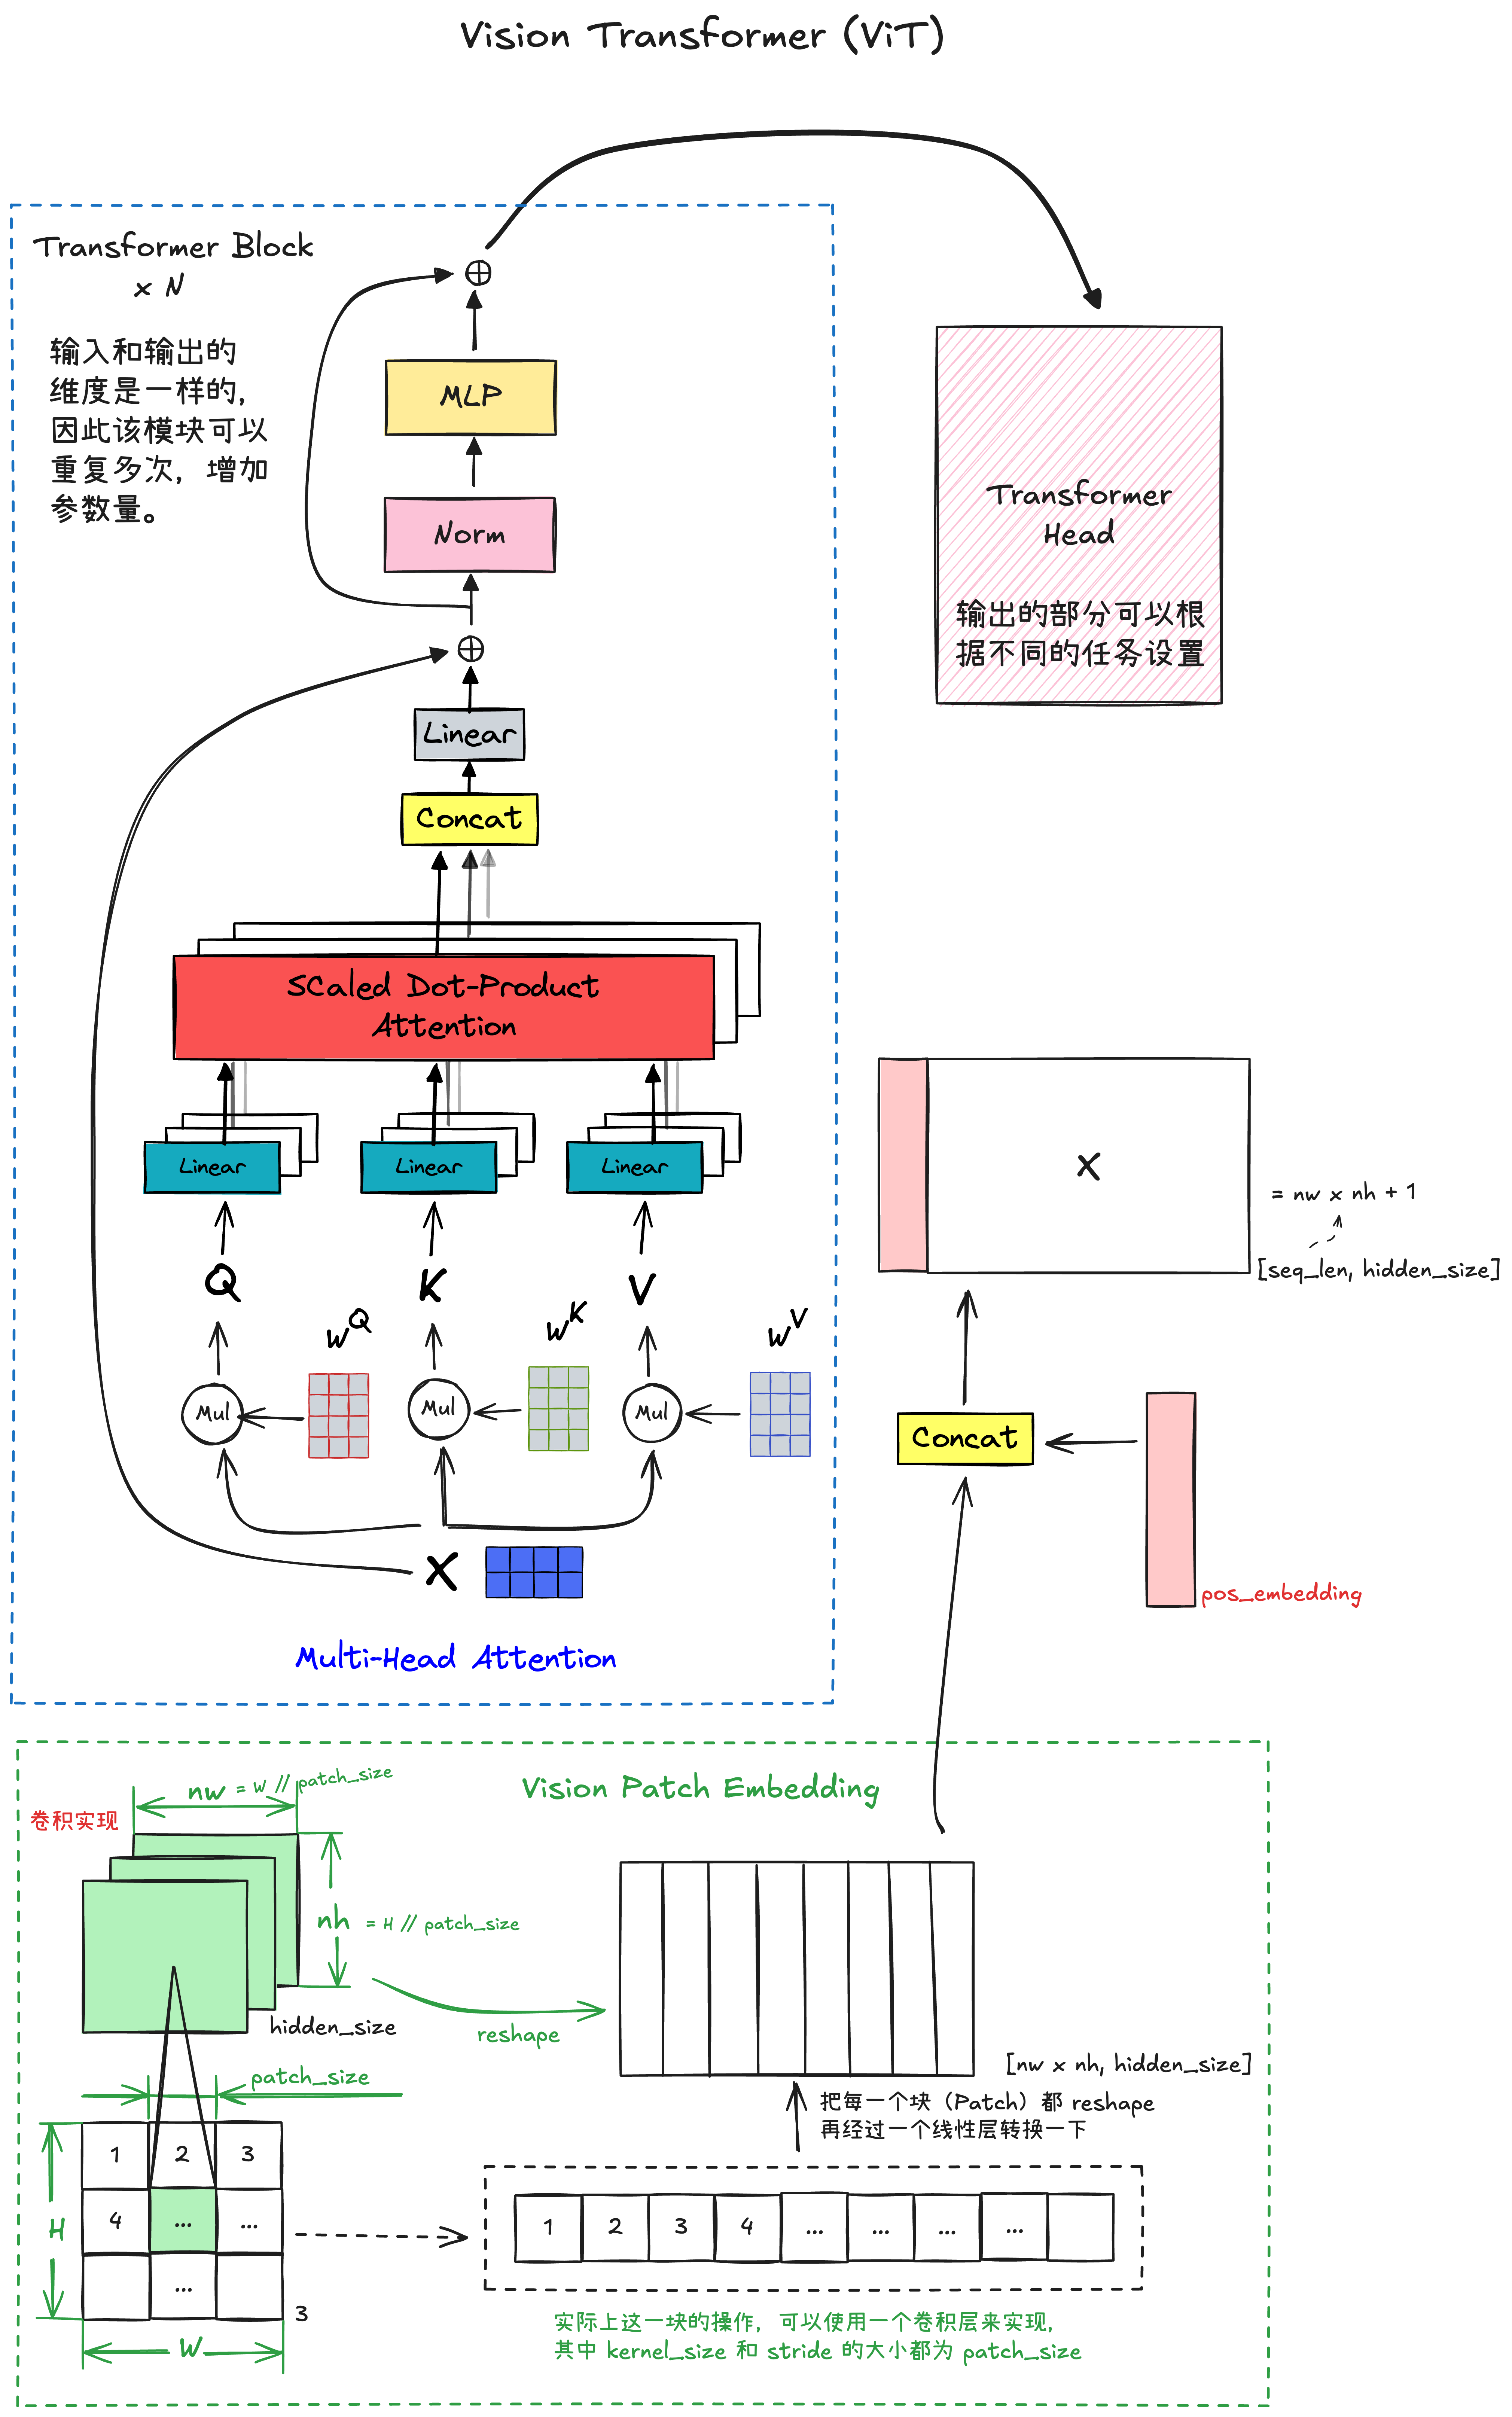 Vision Transformer (ViT)
Transformer Block
× N
输入和输出的
维度是一样的，
因此该模块可以
重复多次，增加
参数量。
MLP
Norm
Linear
Concat
SCaled Dot-Product
Attention
Linear
Linear
Linear
Q
K
V
W^Q
W^K
W^V
Mul
Mul
Mul
X
Multi-Head Attention
Transformer
Head
输出的部分可以根
据不同的任务设置
X
= nw x nh + 1
[seq_len, hidden_size]
Concat
pos_embedding
Vision Patch Embedding
卷积实现
nw = W // patch_size
nh = H // patch_size
hidden_size
reshape
patch_size
[nw x nh, hidden_size]
把每一个块（Patch）都 reshape
再经过一个线性层转换一下
1 2 3
4 ... ...
...
3
H
W
1 2 3 4 ... ... ... ...
实际上这一块的操作，可以使用一个卷积层来实现，
其中 kernel_size 和 stride 的大小都为 patch_size